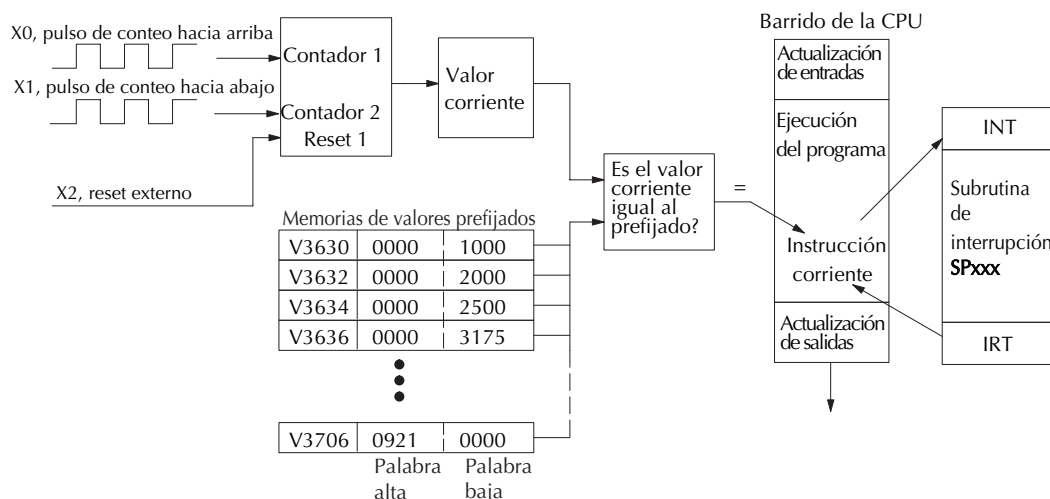 X0, pulso de conteo hacia arriba
X1, pulso de conteo hacia abajo
X2, reset externo
Contador 1
Contador 2
Reset 1
Valor
corriente
Memorias de valores prefijados
V3630 0000 1000
V3632 0000 2000
V3634 0000 2500
V3636 0000 3175
V3706 0921 0000
Palabra
alta
Palabra
baja
Es el valor
corriente
igual al
prefijado?
=
Barrido de la CPU
Actualización
de entradas
Ejecución
del programa
Instrucción
corriente
Actualización
de salidas
INT
Subrutina
de
interrupción
SPxxx
IRT